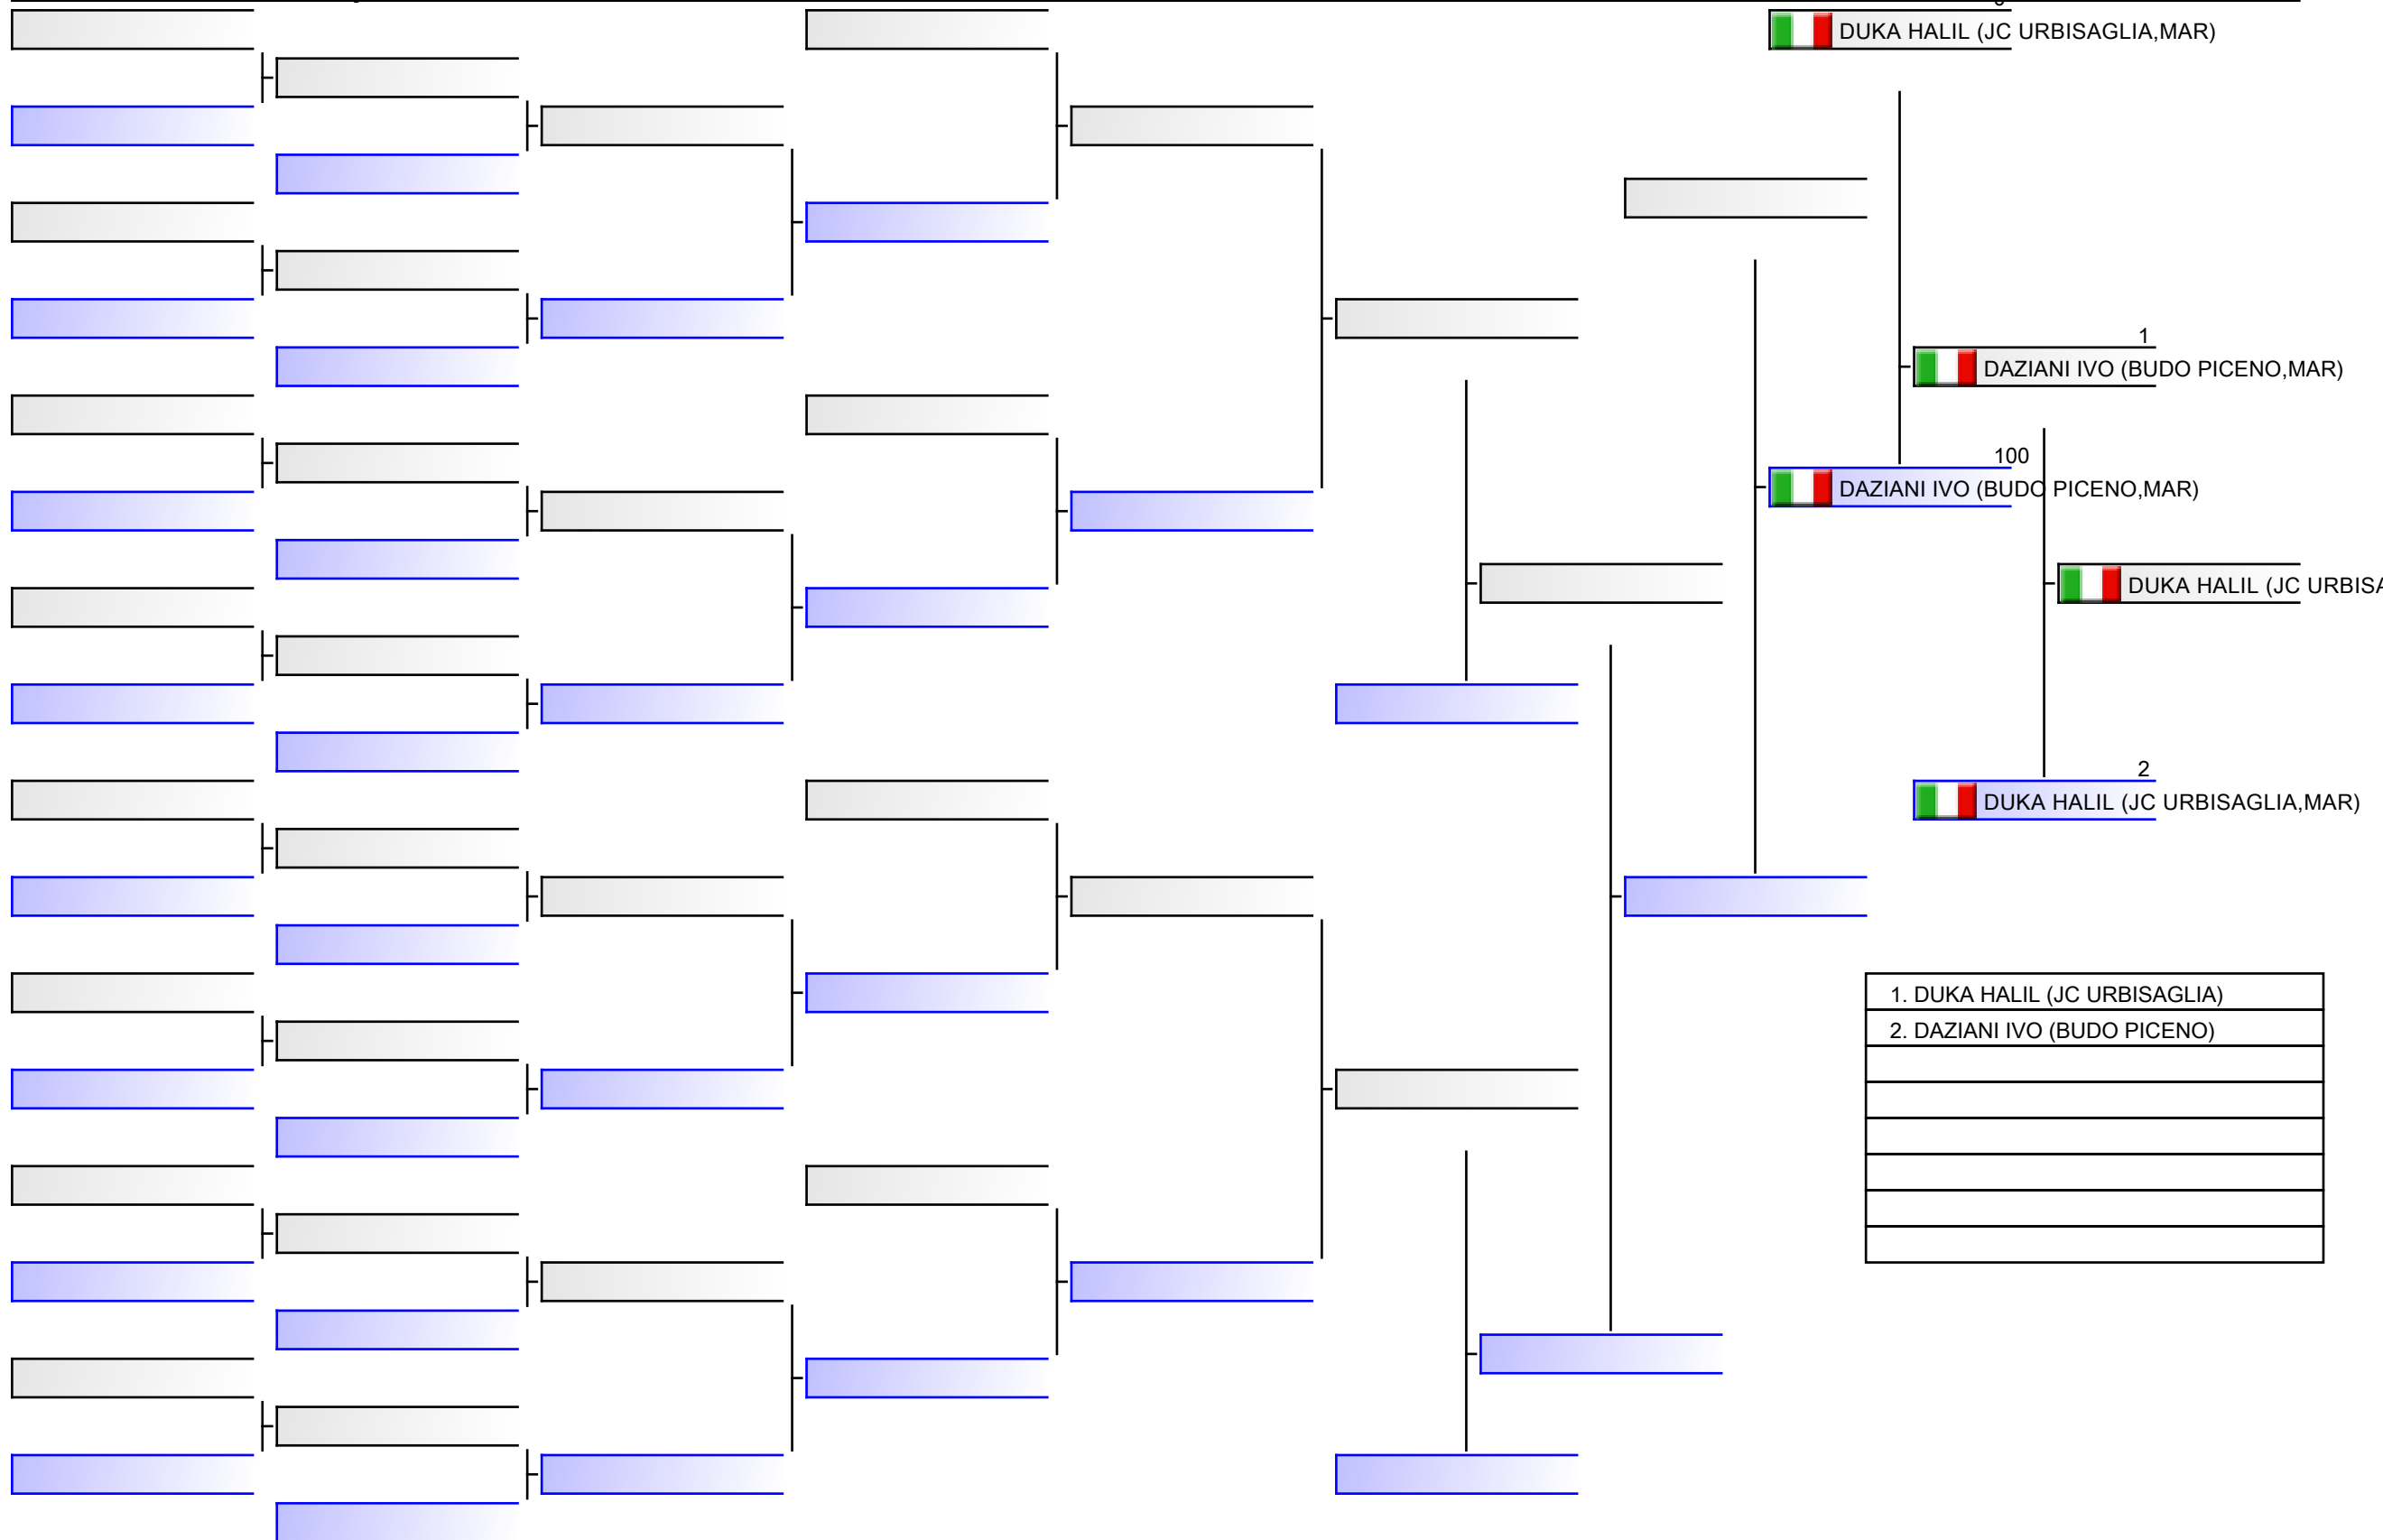 DUKA HALIL (JC URBISAGLIA,MAR)
1
DAZIANI IVO (BUDO PICENO,MAR)
100
DAZIANI IVO (BUDO PICENO,MAR)
DUKA HALIL (JC
2
DUKA HALIL (JC URBISAGLIA,MAR)
1. DUKA HALIL (JC URBISAGLIA)
2. DAZIANI IVO (BUDO PICENO)